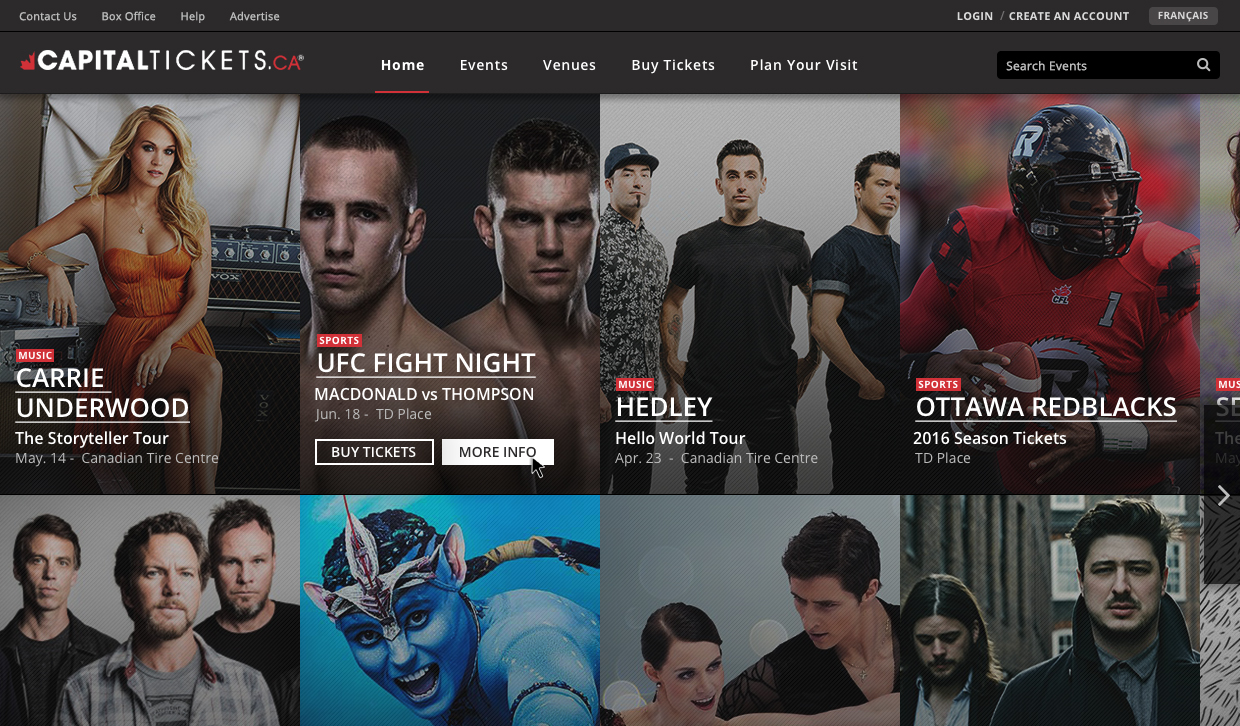 Contact Us
Box Office
Help
Advertise
LOGIN / CREATE AN ACCOUNT
FRANÇAIS
CAPITALTICKETS.CA®
Home
Events
Venues
Buy Tickets
Plan Your Visit
Search Events
MUSIC
CARRIE
UNDERWOOD
The Storyteller Tour
May. 14 - Canadian Tire Centre
VOX
SPORTS
UFC FIGHT NIGHT
MACDONALD vs THOMPSON
Jun. 18 - TD Place
BUY TICKETS
MORE INFO
MUSIC
HEDLEY
Hello World Tour
Apr. 23 - Canadian Tire Centre
R
CFL
1
SPORTS
OTTAWA REDBLACKS
2016 Season Tickets
TD Place
MUS
SE
The
May